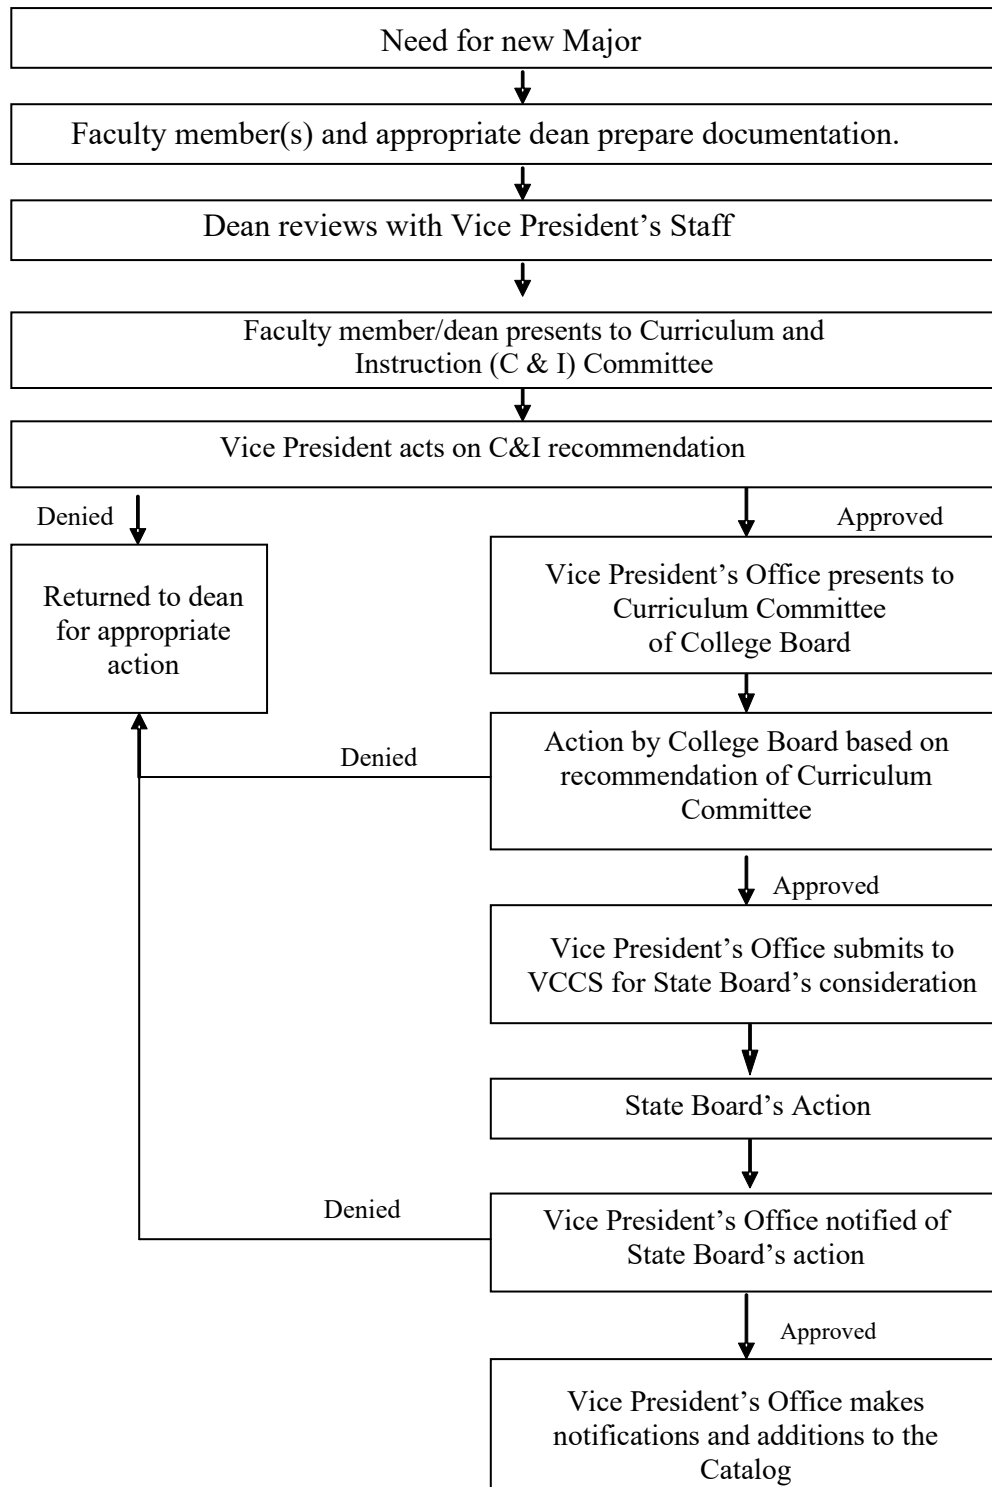 Need for new Major
Faculty member(s) and appropriate dean prepare documentation.
Dean reviews with Vice President’s Staff
Faculty member/dean presents to Curriculum and
Instruction (C & I) Committee
Vice President acts on C&I recommendation
Denied
Approved
Returned to dean
for appropriate
action
Vice President’s Office presents to
Curriculum Committee
of College Board
Denied
Action by College Board based on
recommendation of Curriculum
Committee
Approved
Vice President’s Office submits to
VCCS for State Board’s consideration
State Board’s Action
Denied
Vice President’s Office notified of
State Board’s action
Approved
Vice President’s Office makes
notifications and additions to the
Catalog